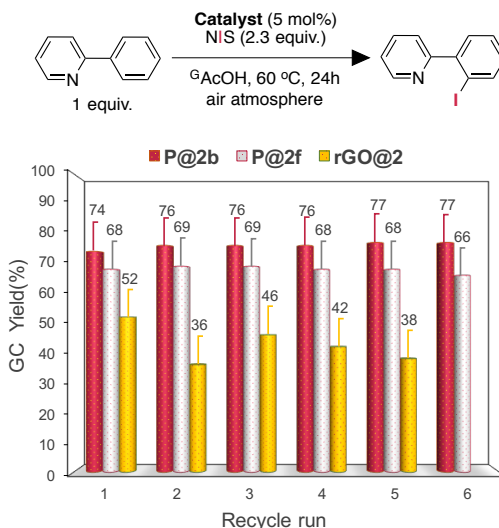 Catalyst (5 mol%)
NIS (2.3 equiv.)
N
1 equiv.
ᴳAcOH, 60 ºC, 24h
air atmosphere
N
I
P@2b P@2f rGO@2
GC Yield(%)
100
90
80
70
60
50
40
30
20
10
0
74 68 52
76 69 36
76 69 46
76 68 42
77 68 38
77 66
1 2 3 4 5 6
Recycle run